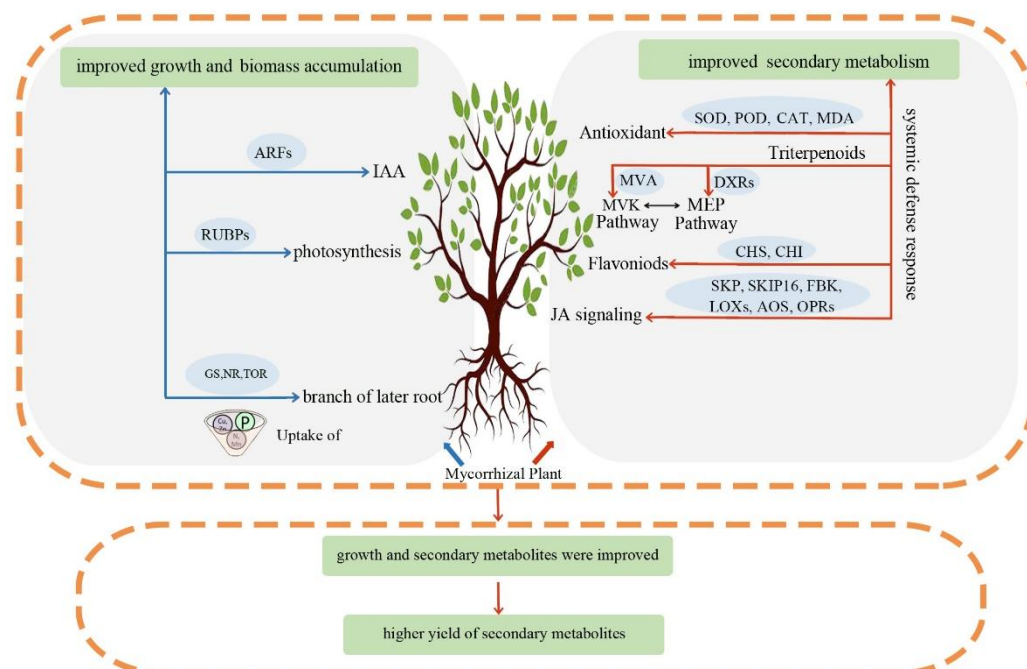 improved growth and biomass accumulation
ARFs
IAA
RUBPs
photosynthesis
GS,NR,TOR
branch of later root
Cu,
Zn
P
N,
Mn
Uptake of
improved secondary metabolism
SOD, POD, CAT, MDA
Antioxidant
Triterpenoids
MVA
DXRs
MVK
Pathway
MEP
Pathway
CHS, CHI
Flavoniods
SKP, SKIP16, FBK,
LOXs, AOS, OPRs
JA signaling
systemic defense response
Mycorrhizal Plant
growth and secondary metabolites were improved
higher yield of secondary metabolites